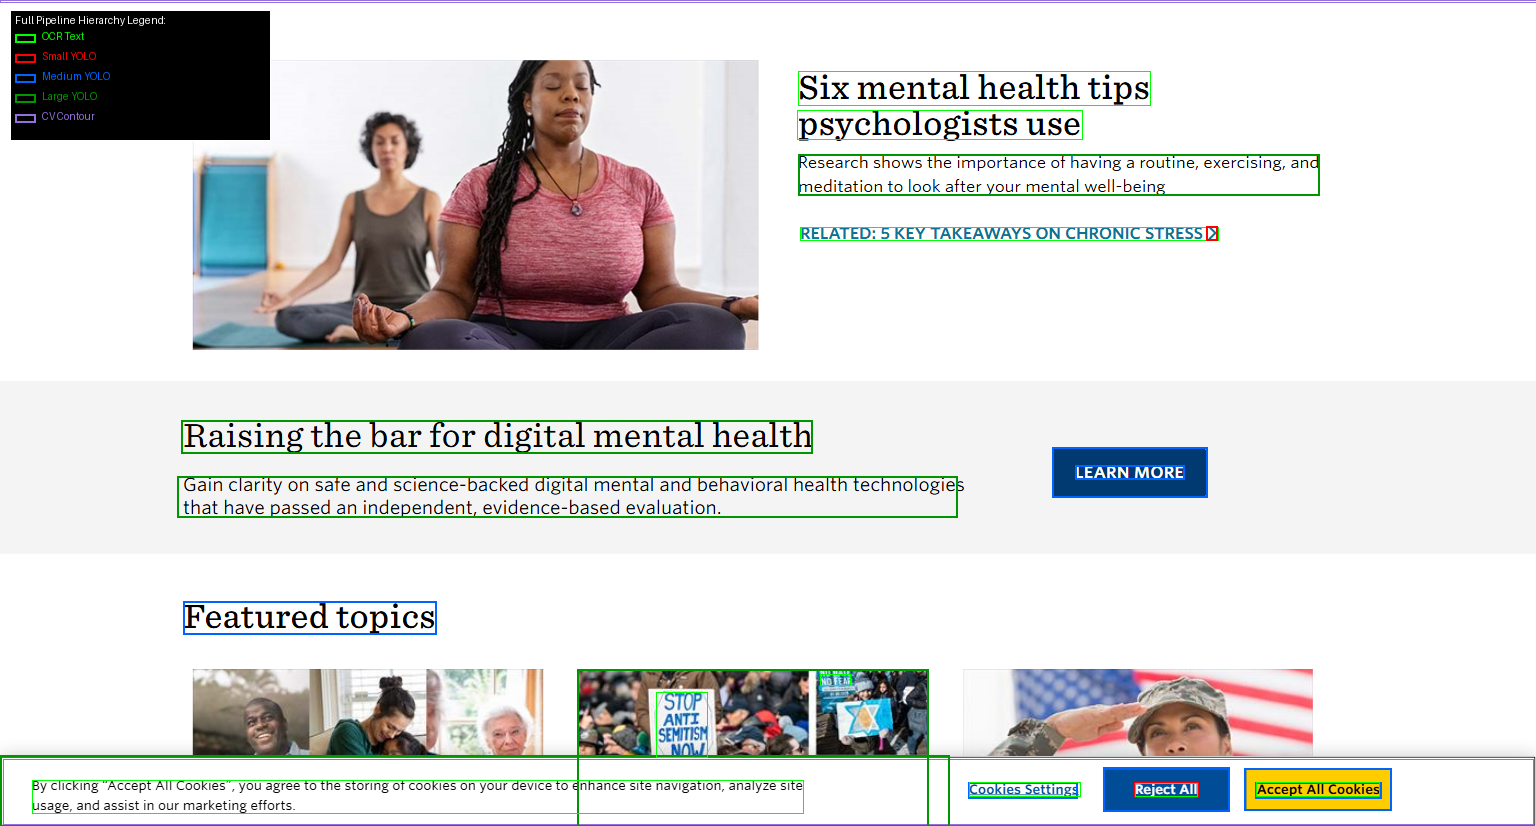 Full Pipeline Hierarchy Legend:
OCR Text
Small YOLO
Medium YOLO
Large YOLO
CV Contour
Six mental health tips
psychologists use
Research shows the importance of having a routine, exercising, and
meditation to look after your mental well-being
RELATED: 5 KEY TAKEAWAYS ON CHRONIC STRESS
Raising the bar for digital mental health
Gain clarity on safe and science-backed digital mental and behavioral health technologies
that have passed an independent, evidence-based evaluation.
LEARN MORE
Featured topics
STOP
ANTI
SEMITISM
NOW
NO FEAR
By clicking “Accept All Cookies”, you agree to the storing of cookies on your device to enhance site navigation, analyze site
usage, and assist in our marketing efforts.
Cookies Settings
Reject All
Accept All Cookies